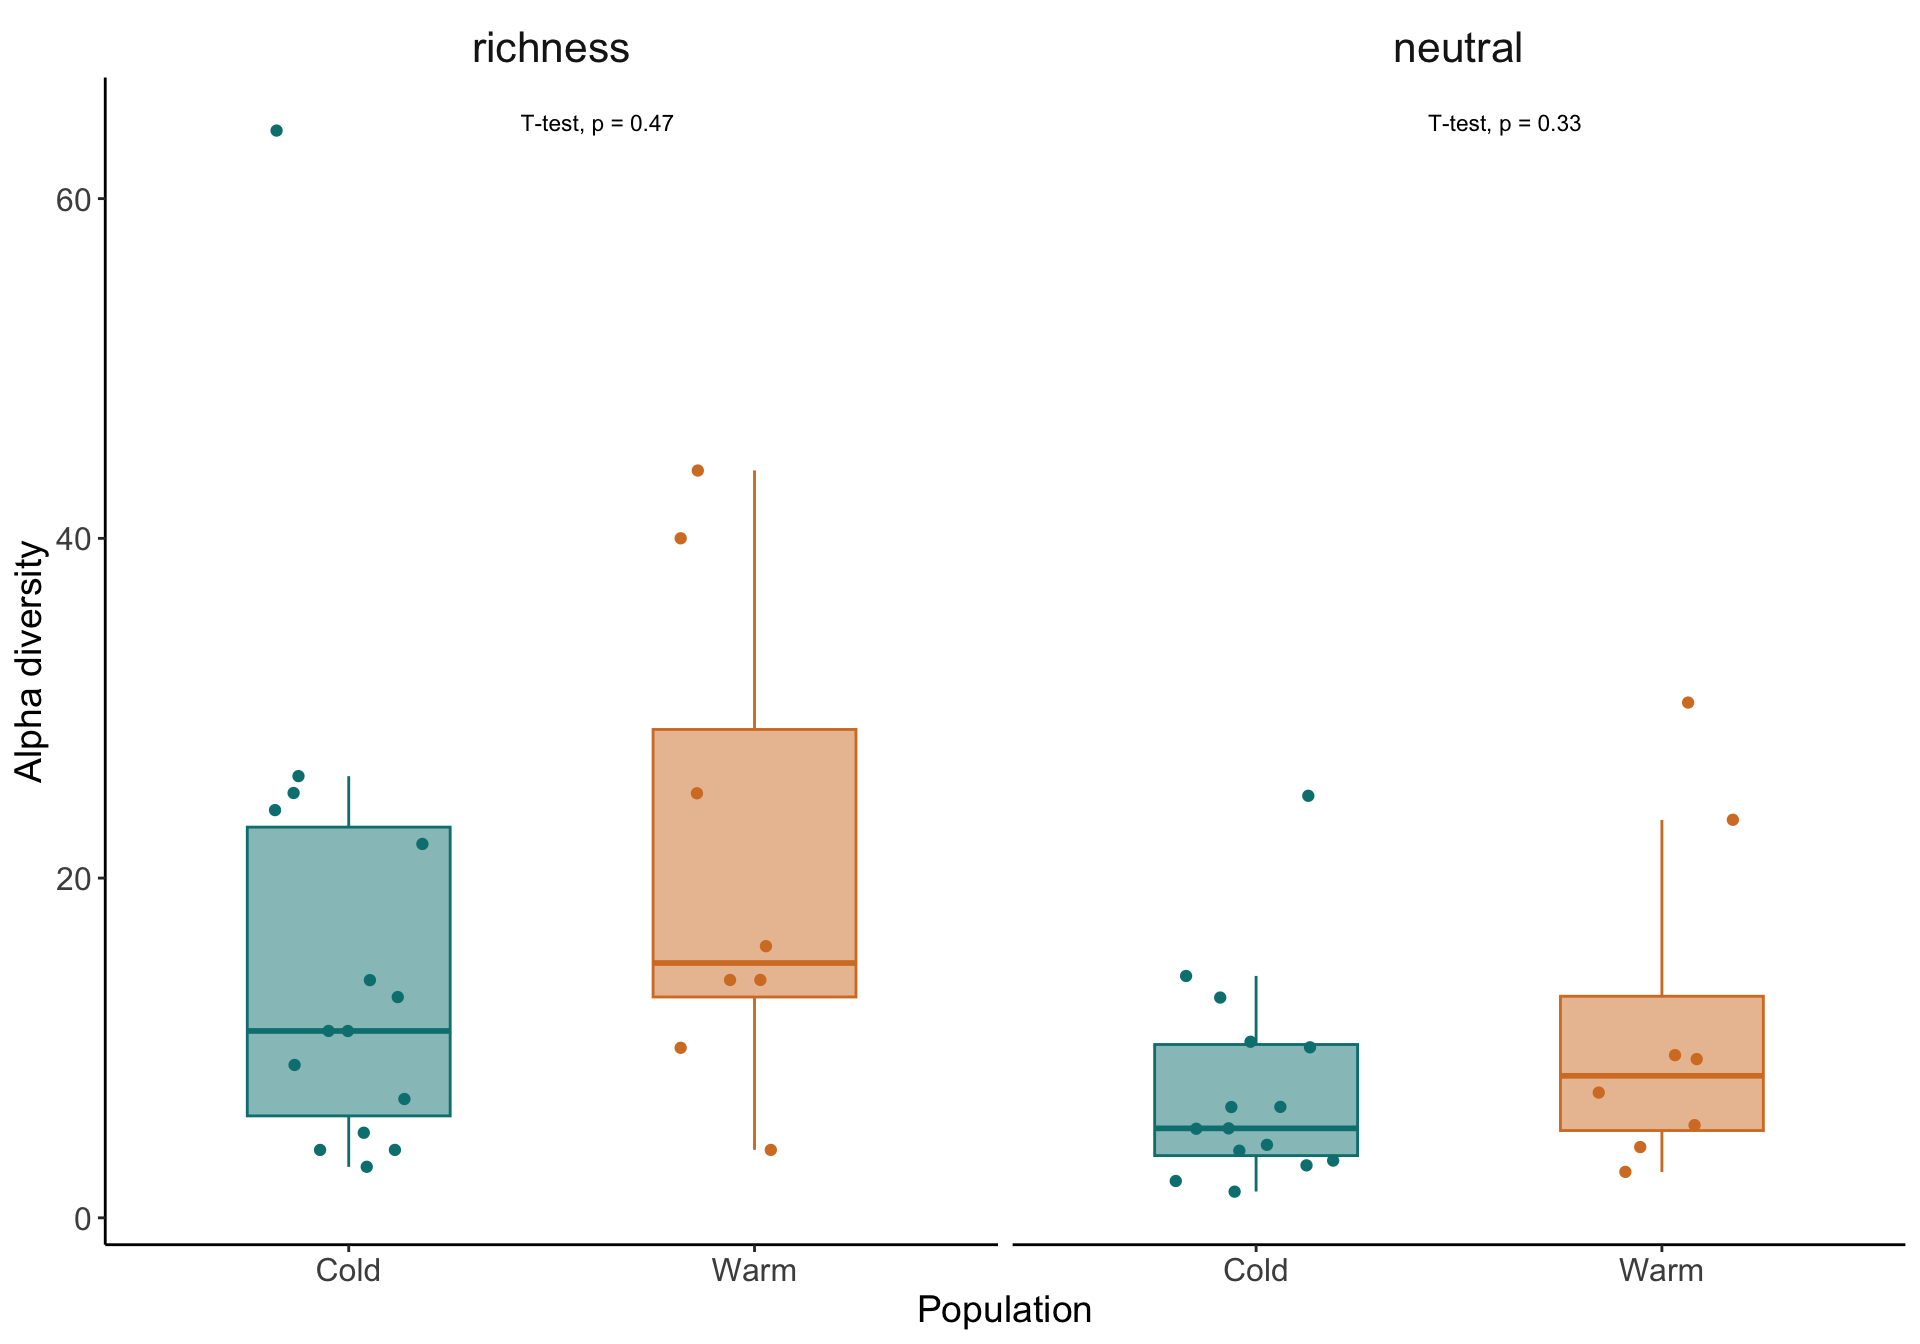 richness
neutral
T-test, p = 0.47
T-test, p = 0.33
60
40
20
0
Alpha diversity
Cold
Warm
Cold
Warm
Population